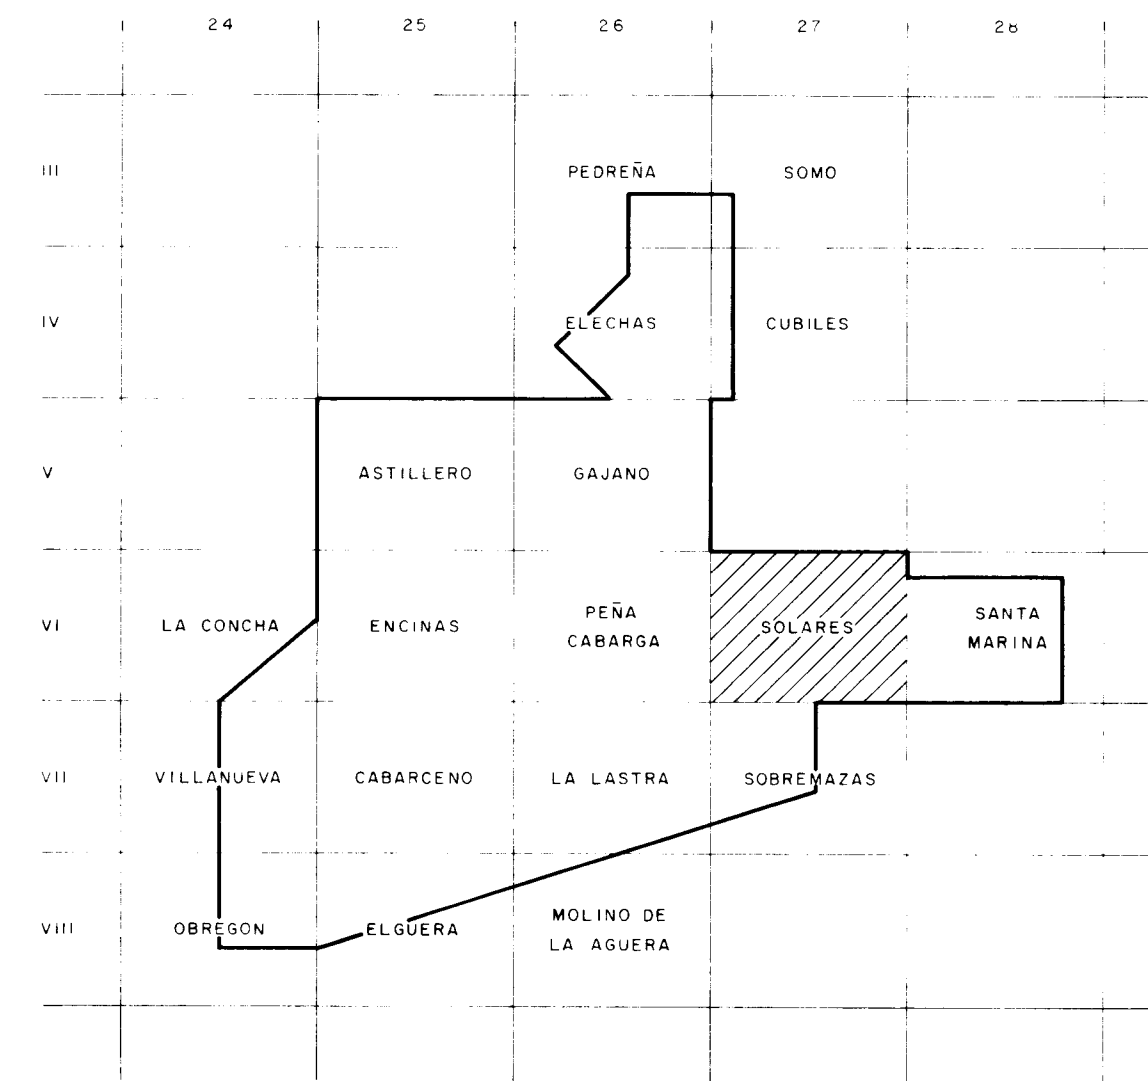 24 25 26 27 28
III PEDREÑA SOMO
IV ELECHAS CUBILES
V ASTILLERO GAJANO
VI LA CONCHA ENCINAS PEÑA CABARGA SOLARES SANTA MARINA
VII VILLANUEVA CABARCENO LA LASTRA SOBREMAZAS
VIII OBREGON ELGUERA MOLINO DE LA AGUERA